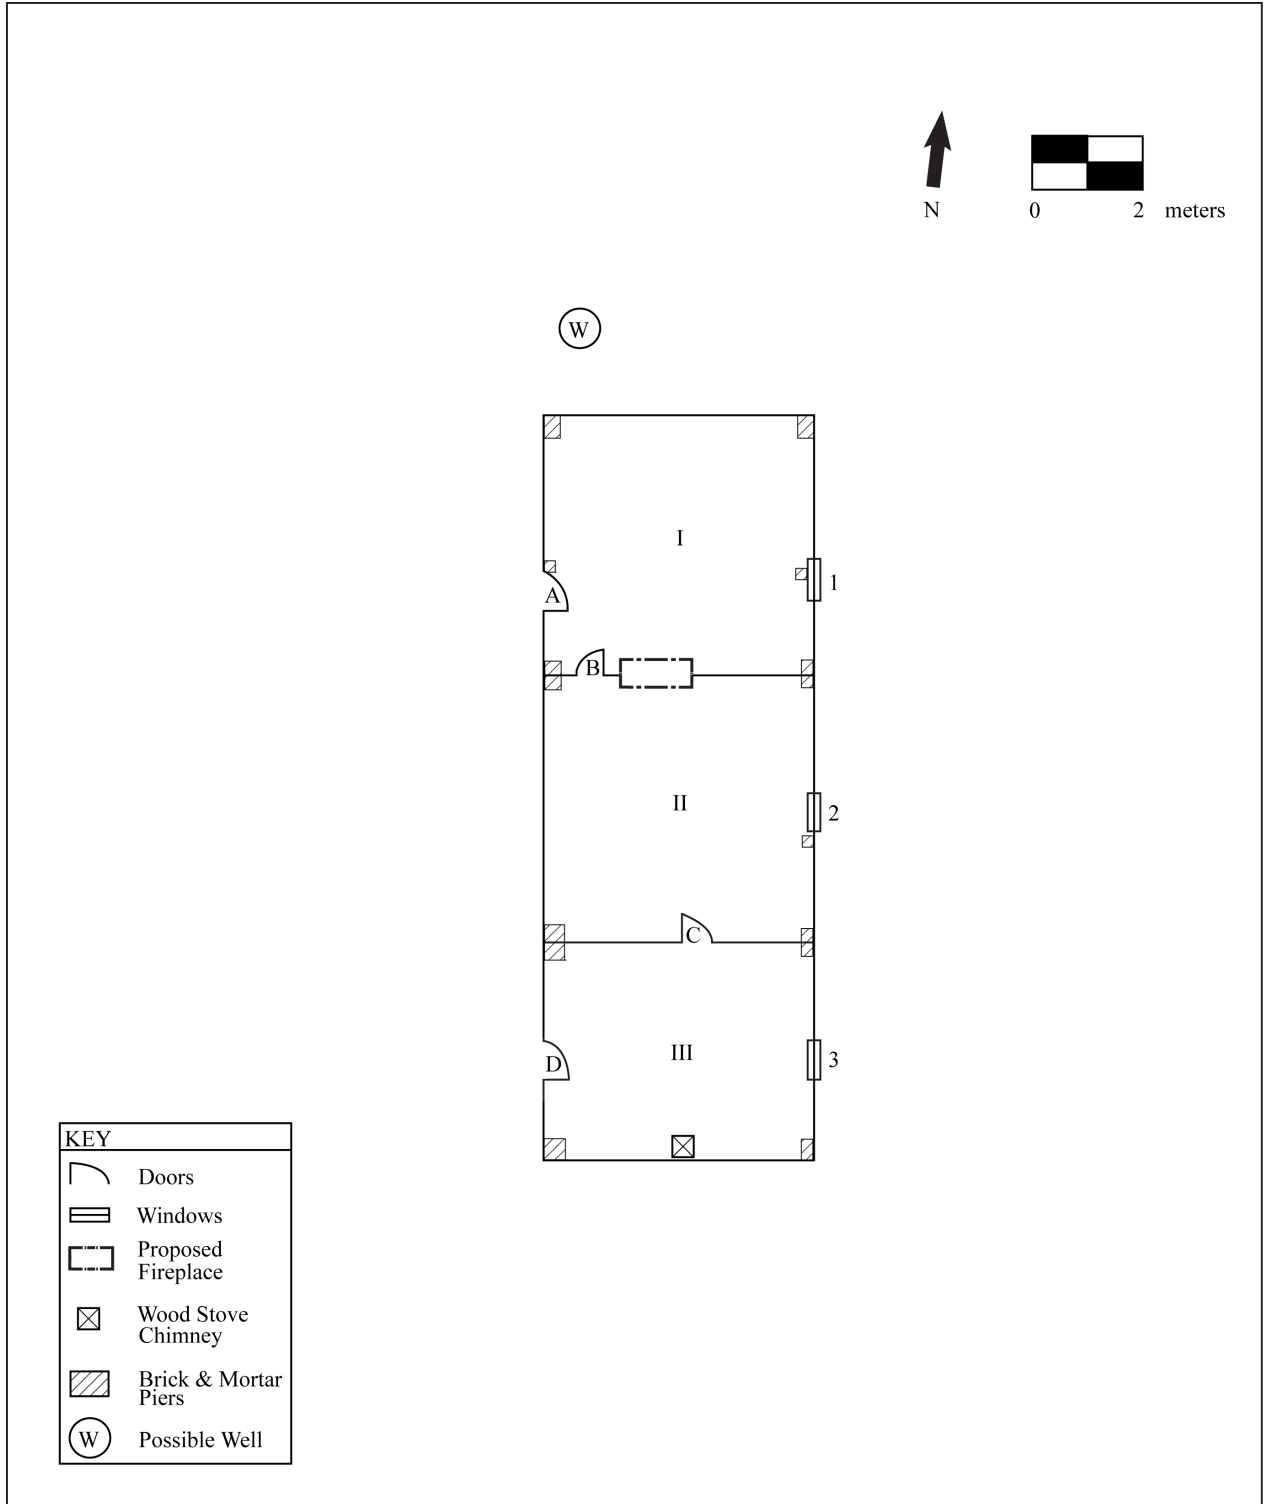 N
0 2 meters
W
I
1
A
B
II
2
C
III
D
3
KEY
Doors
Windows
Proposed
Fireplace
Wood Stove
Chimney
Brick & Mortar
Piers
W
Possible Well